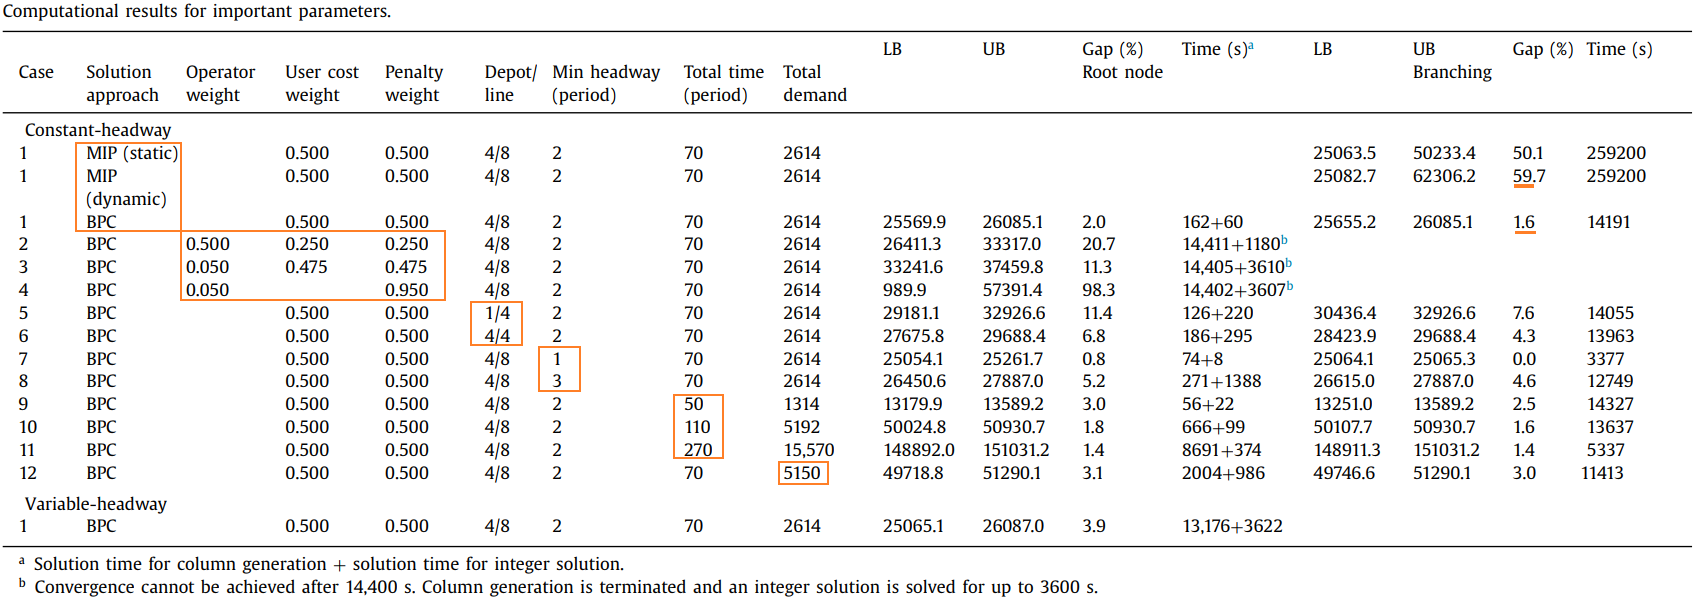 Computational results for important parameters.
LB UB Gap (%) Time (s)a LB UB Gap (%) Time (s)
Case Solution Operator User cost Penalty Depot/ Min headway Total time Total Root node Branching
approach weight weight weight line (period) (period) demand
Constant-headway
1 MIP (static) 0.500 0.500 4/8 2 70 2614 25063.5 50233.4 50.1 259200
1 MIP 0.500 0.500 4/8 2 70 2614 25082.7 62306.2 59.7 259200
(dynamic)
1 BPC 0.500 0.500 4/8 2 70 2614 25569.9 26085.1 2.0 162+60 25655.2 26085.1 1.6 14191
2 BPC 0.500 0.250 0.250 4/8 2 70 2614 26411.3 33317.0 20.7 14,411+1180b
3 BPC 0.050 0.475 0.475 4/8 2 70 2614 33241.6 37459.8 11.3 14,405+3610b
4 BPC 0.050 0.950 4/8 2 70 2614 989.9 57391.4 98.3 14,402+3607b
5 BPC 0.500 0.500 1/4 2 70 2614 29181.1 32926.6 11.4 126+220 30436.4 32926.6 7.6 14055
6 BPC 0.500 0.500 4/4 2 70 2614 27675.8 29688.4 6.8 186+295 28423.9 29688.4 4.3 13963
7 BPC 0.500 0.500 4/8 1 70 2614 25054.1 25261.7 0.8 74+8 25064.1 25065.3 0.0 3377
8 BPC 0.500 0.500 4/8 3 70 2614 26450.6 27887.0 5.2 271+1388 26615.0 27887.0 4.6 12749
9 BPC 0.500 0.500 4/8 2 50 1314 13179.9 13589.2 3.0 56+22 13251.0 13589.2 2.5 14327
10 BPC 0.500 0.500 4/8 2 110 5192 50024.8 50930.7 1.8 666+99 50107.7 50930.7 1.6 13637
11 BPC 0.500 0.500 4/8 2 270 15,570 148892.0 151031.2 1.4 8691+374 148911.3 151031.2 1.4 5337
12 BPC 0.500 0.500 4/8 2 70 5150 49718.8 51290.1 3.1 2004+986 49746.6 51290.1 3.0 11413
Variable-headway
1 BPC 0.500 0.500 4/8 2 70 2614 25065.1 26087.0 3.9 13,176+3622
a Solution time for column generation + solution time for integer solution.
b Convergence cannot be achieved after 14,400 s. Column generation is terminated and an integer solution is solved for up to 3600 s.